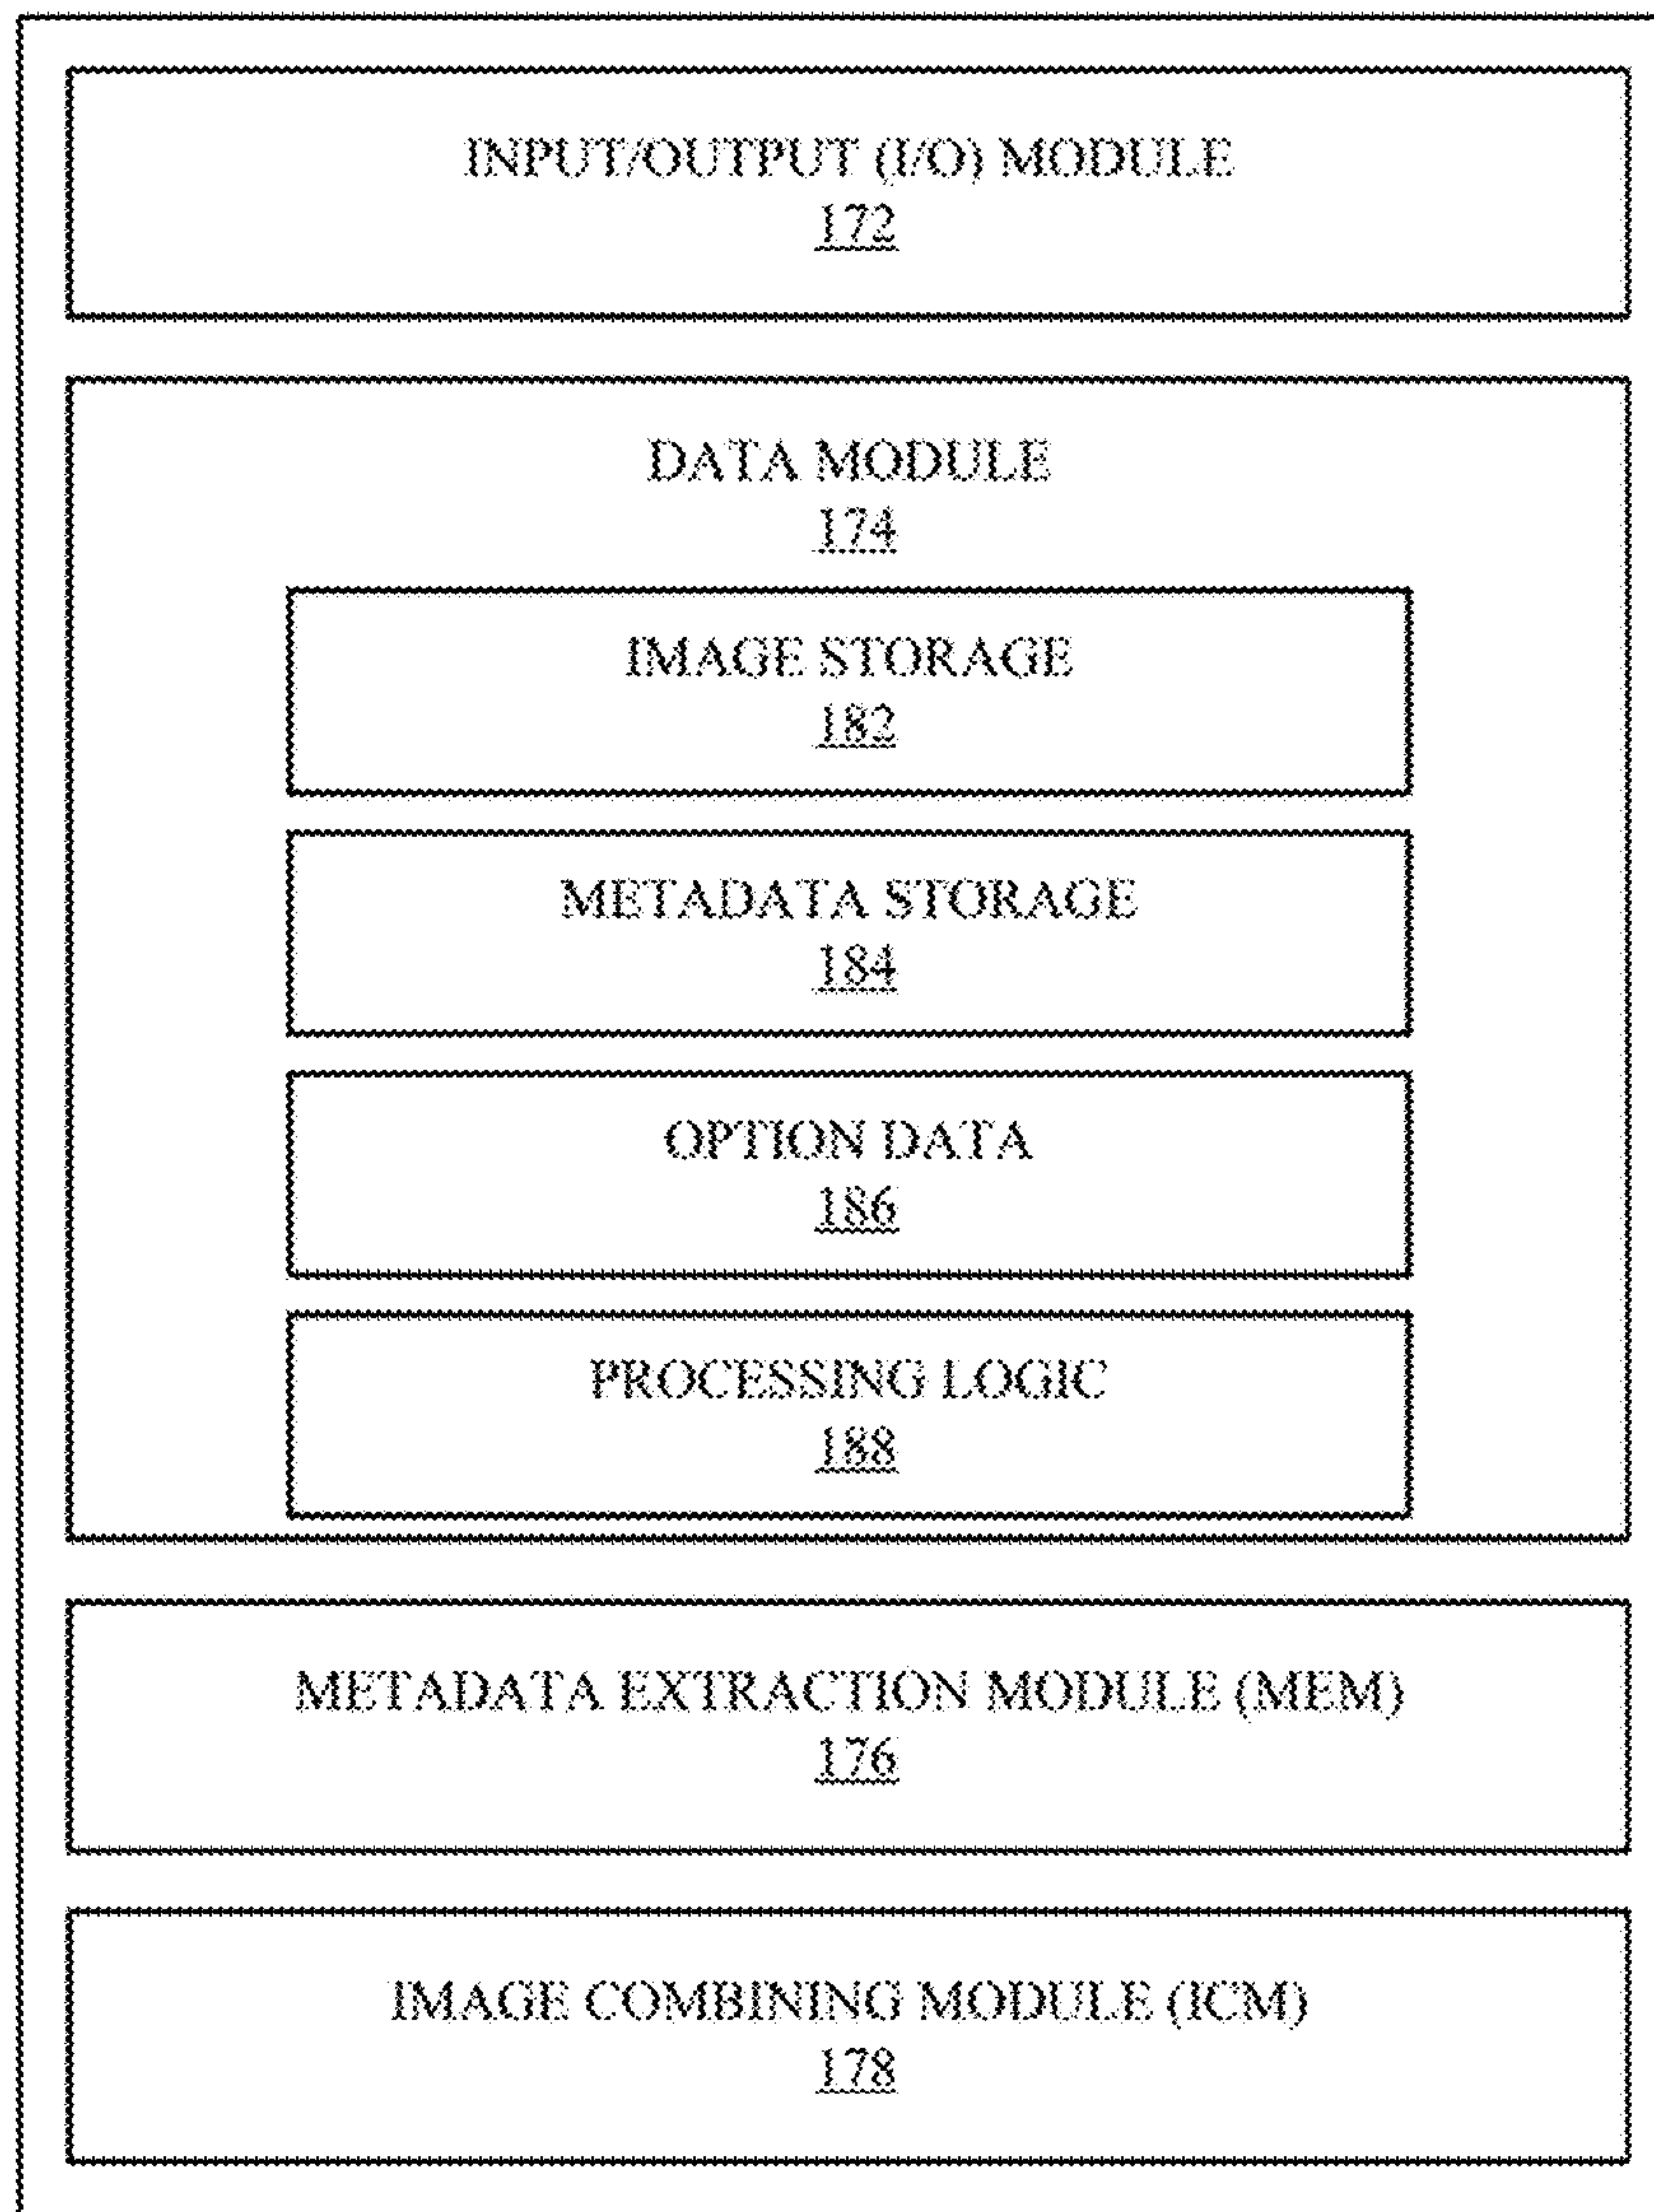 INPUT/OUTPUT (I/O) MODULE
172
DATA MODULE
174
IMAGE STORAGE
182
METADATA STORAGE
184
OPTION DATA
186
PROCESSING LOGIC
188
METADATA EXTRACTION MODULE (MEM)
176
IMAGE COMBINING MODULE (ICM)
178